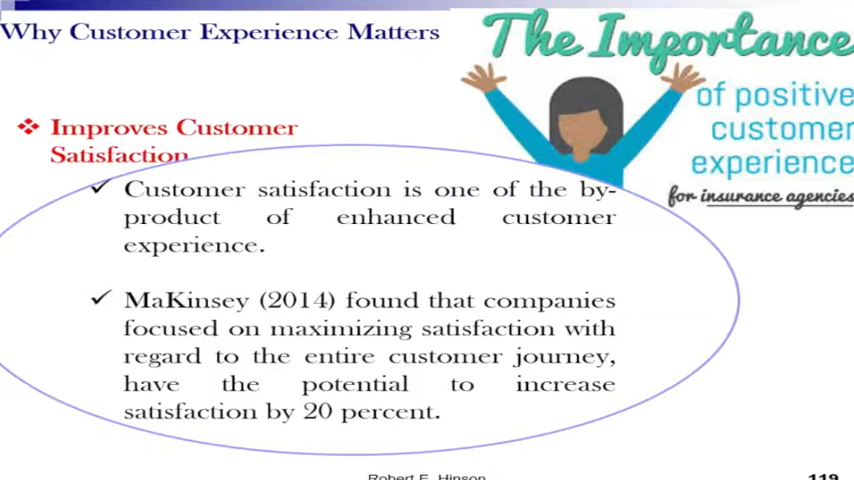 Why Customer Experience Matters
The Importance
of positive
customer
experience
for insurance agencies
❖ Improves Customer
Satisfaction
✓ Customer satisfaction is one of the by-
product of enhanced customer
experience.
✓ MaKinsey (2014) found that companies
focused on maximizing satisfaction with
regard to the entire customer journey,
have the potential to increase
satisfaction by 20 percent.
Robert E. Hinson
119